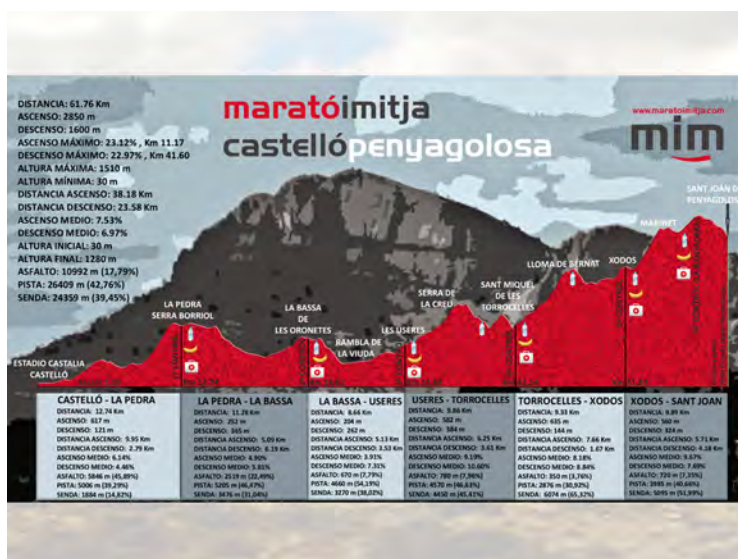 DISTANCIA: 61.76 Km
ASCENSO: 2850 m
DESCENSO: 1600 m
ASCENSO MÁXIMO: 23.12% , Km 11.17
DESCENSO MÁXIMO: 22.97% , Km 41.60
ALTURA MÁXIMA: 1510 m
ALTURA MÍNIMA: 30 m
DISTANCIA ASCENSO: 38.18 Km
DISTANCIA DESCENSO: 23.58 Km
ASCENSO MEDIO: 7.53%
DESCENSO MEDIO: 6.97%
ALTURA INICIAL: 30 m
ALTURA FINAL: 1280 m
ASFALTO: 10992 m (17,79%)
PISTA: 26409 m (42,76%)
SENDA: 24359 m (39,45%)
maratóimitja
castellópenyagolosa
www.maratoimitja.com
mim
ESTADIO CASTALIA
CASTELLÓ
LA PEDRA
SERRA BORRIOL
LA BASSA
DE
LES ORONETES
RAMBLA DE
LA VIUDA
LES USERES
SERRA DE
LA CREU
SANT MIQUEL
DE LES
TORROCELLES
LLOMA DE BERNAT
XODOS
MARINET
SANT JOAN D
PENYAGOLOS
CASTELLÓ - LA PEDRA
DISTANCIA: 12.74 Km
ASCENSO: 617 m
DESCENSO: 121 m
DISTANCIA ASCENSO: 9.95 Km
DISTANCIA DESCENSO: 2.79 Km
ASCENSO MEDIO: 6.14%
DESCENSO MEDIO: 4.46%
ASFALTO: 5846 m (45,89%)
PISTA: 5006 m (39,29%)
SENDA: 1884 m (14,82%)
LA PEDRA - LA BASSA
DISTANCIA: 11.28 Km
ASCENSO: 252 m
DESCENSO: 365 m
DISTANCIA ASCENSO: 5.09 Km
DISTANCIA DESCENSO: 6.19 Km
ASCENSO MEDIO: 4.90%
DESCENSO MEDIO: 5.81%
ASFALTO: 2519 m (22,49%)
PISTA: 5205 m (46,47%)
SENDA: 3476 m (31,04%)
LA BASSA - USERES
DISTANCIA: 8.66 Km
ASCENSO: 204 m
DESCENSO: 262 m
DISTANCIA ASCENSO: 5.13 Km
DISTANCIA DESCENSO: 3.53 Km
ASCENSO MEDIO: 3.91%
DESCENSO MEDIO: 7.31%
ASFALTO: 670 m (7,79%)
PISTA: 4660 m (54,19%)
SENDA: 3270 m (38,02%)
USERES - TORROCELLES
DISTANCIA: 9.86 Km
ASCENSO: 582 m
DESCENSO: 384 m
DISTANCIA ASCENSO: 6.25 Km
DISTANCIA DESCENSO: 3.61 Km
ASCENSO MEDIO: 9.19%
DESCENSO MEDIO: 10.60%
ASFALTO: 780 m (7,96%)
PISTA: 4570 m (46,63%)
SENDA: 4450 m (45,41%)
TORROCELLES - XODOS
DISTANCIA: 9.33 Km
ASCENSO: 635 m
DESCENSO: 144 m
DISTANCIA ASCENSO: 7.66 Km
DISTANCIA DESCENSO: 1.67 Km
ASCENSO MEDIO: 8.18%
DESCENSO MEDIO: 8.84%
ASFALTO: 350 m (3,76%)
PISTA: 2876 m (30,92%)
SENDA: 6074 m (65,32%)
XODOS - SANT JOAN
DISTANCIA: 9.89 Km
ASCENSO: 560 m
DESCENSO: 324 m
DISTANCIA ASCENSO: 5.71 Km
DISTANCIA DESCENSO: 4.18 Km
ASCENSO MEDIO: 9.67%
DESCENSO MEDIO: 7.69%
ASFALTO: 720 m (7,35%)
PISTA: 3985 m (40,66%)
SENDA: 5095 m (51,99%)